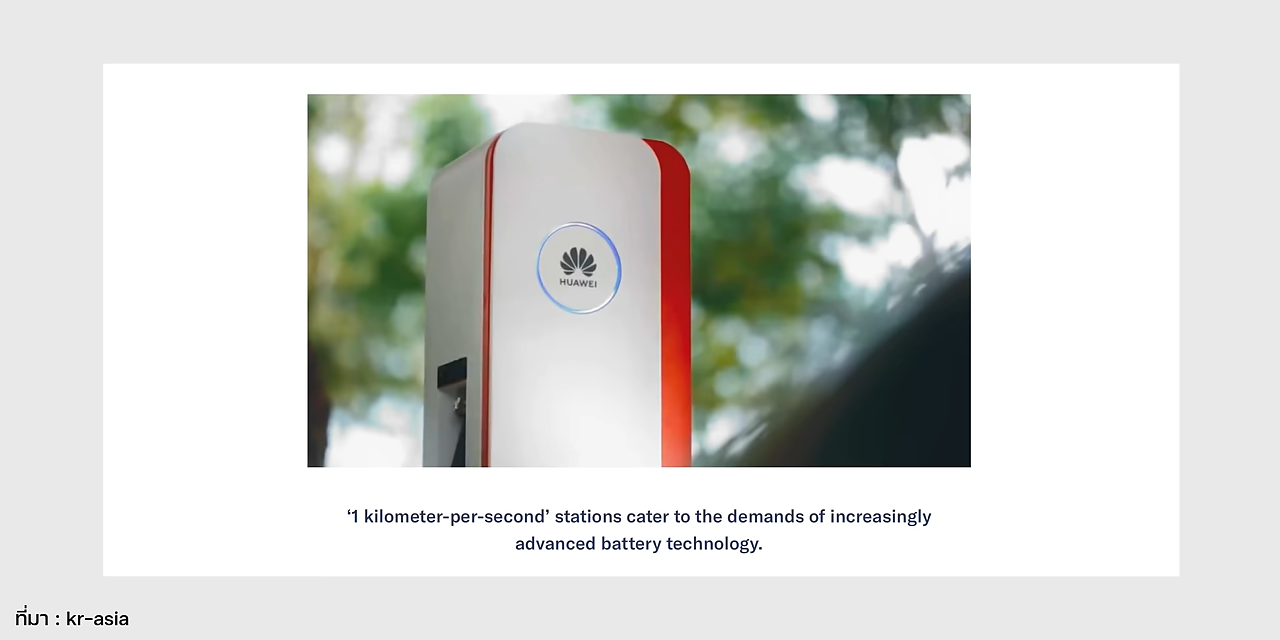 HUAWEI
‘1 kilometer-per-second’ stations cater to the demands of increasingly
advanced battery technology.
ที่มา : kr-asia